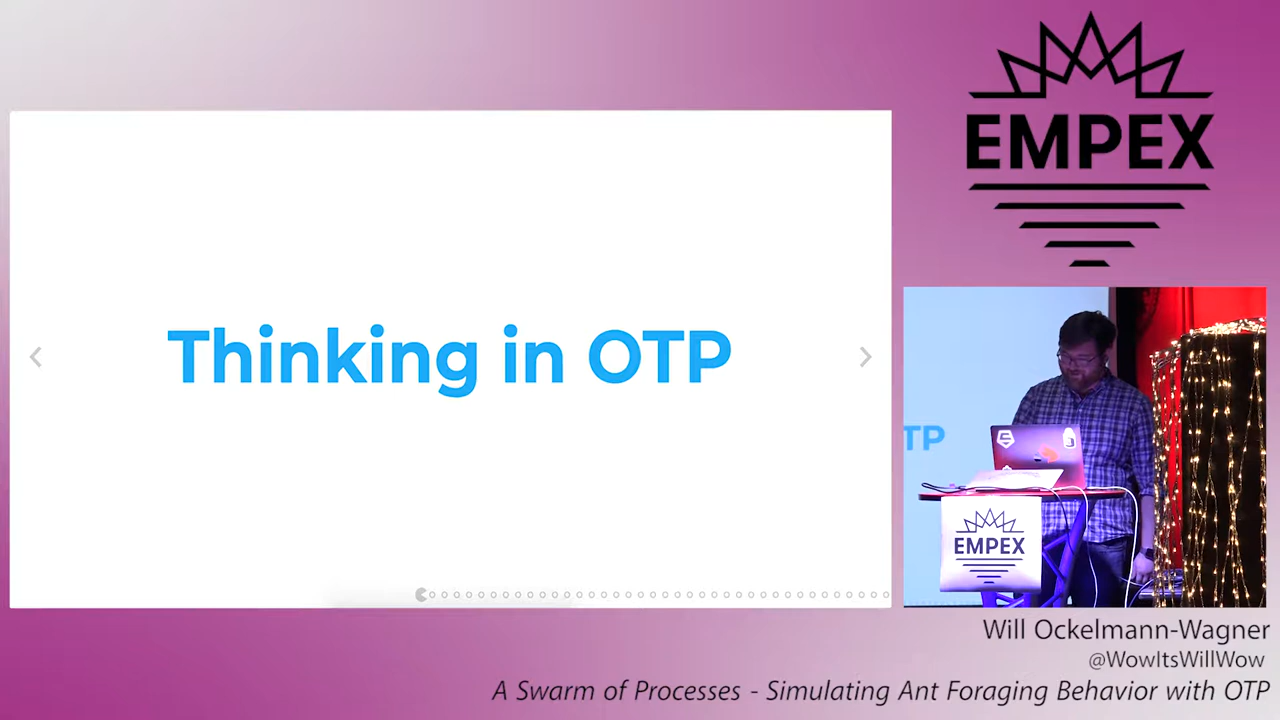 EMPEX
Thinking in OTP
TP
EMPEX
Will Ockelmann-Wagner
@WowItsWillWow
A Swarm of Processes - Simulating Ant Foraging Behavior with OTP